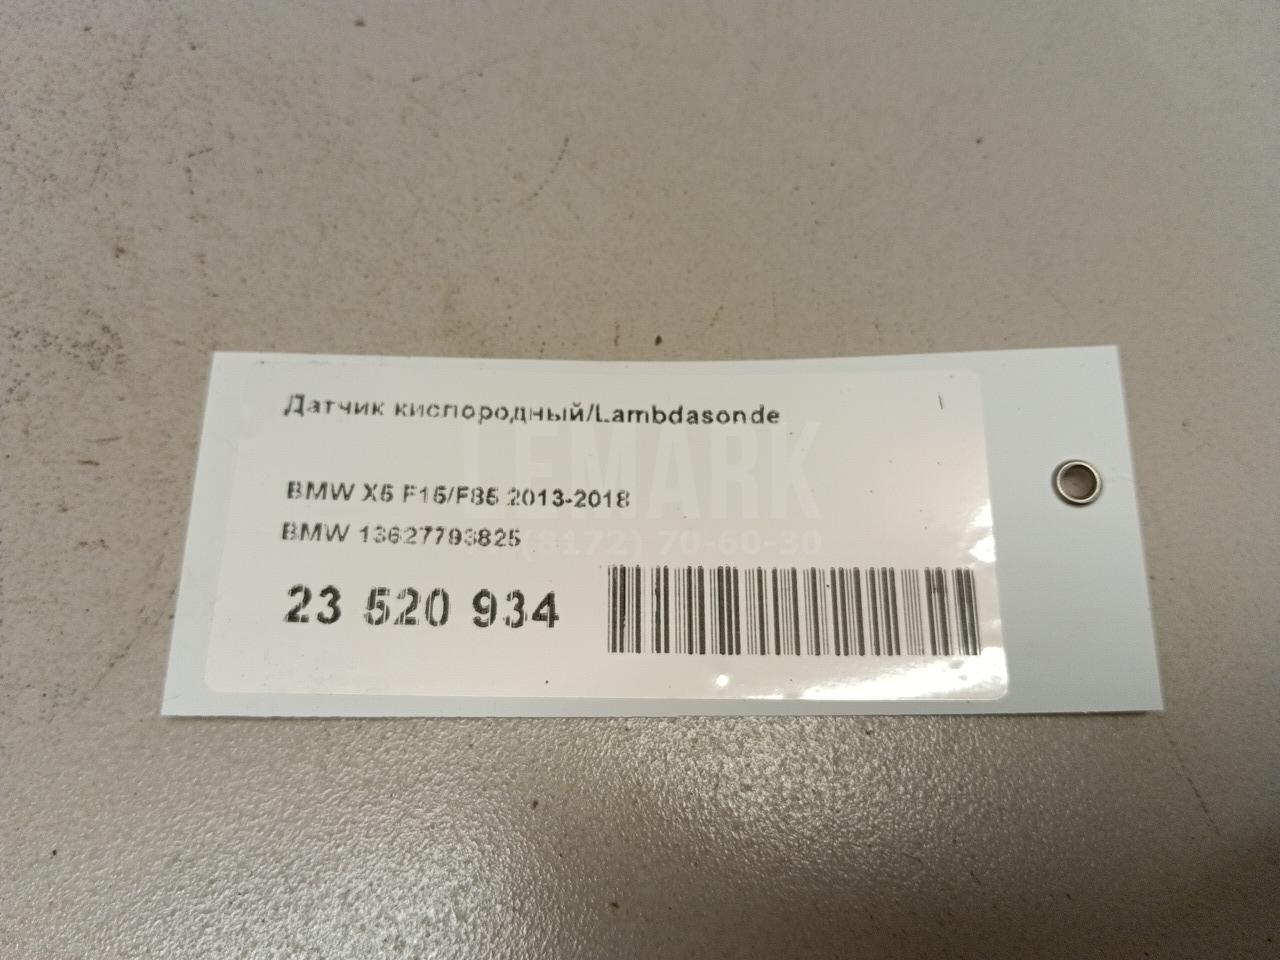 Датчик кислородный/Lambdasonde
LEMARK
BMW X5 F15/F85 2013-2018
BMW 13627793825
(8172) 70-60-30
23 520 934